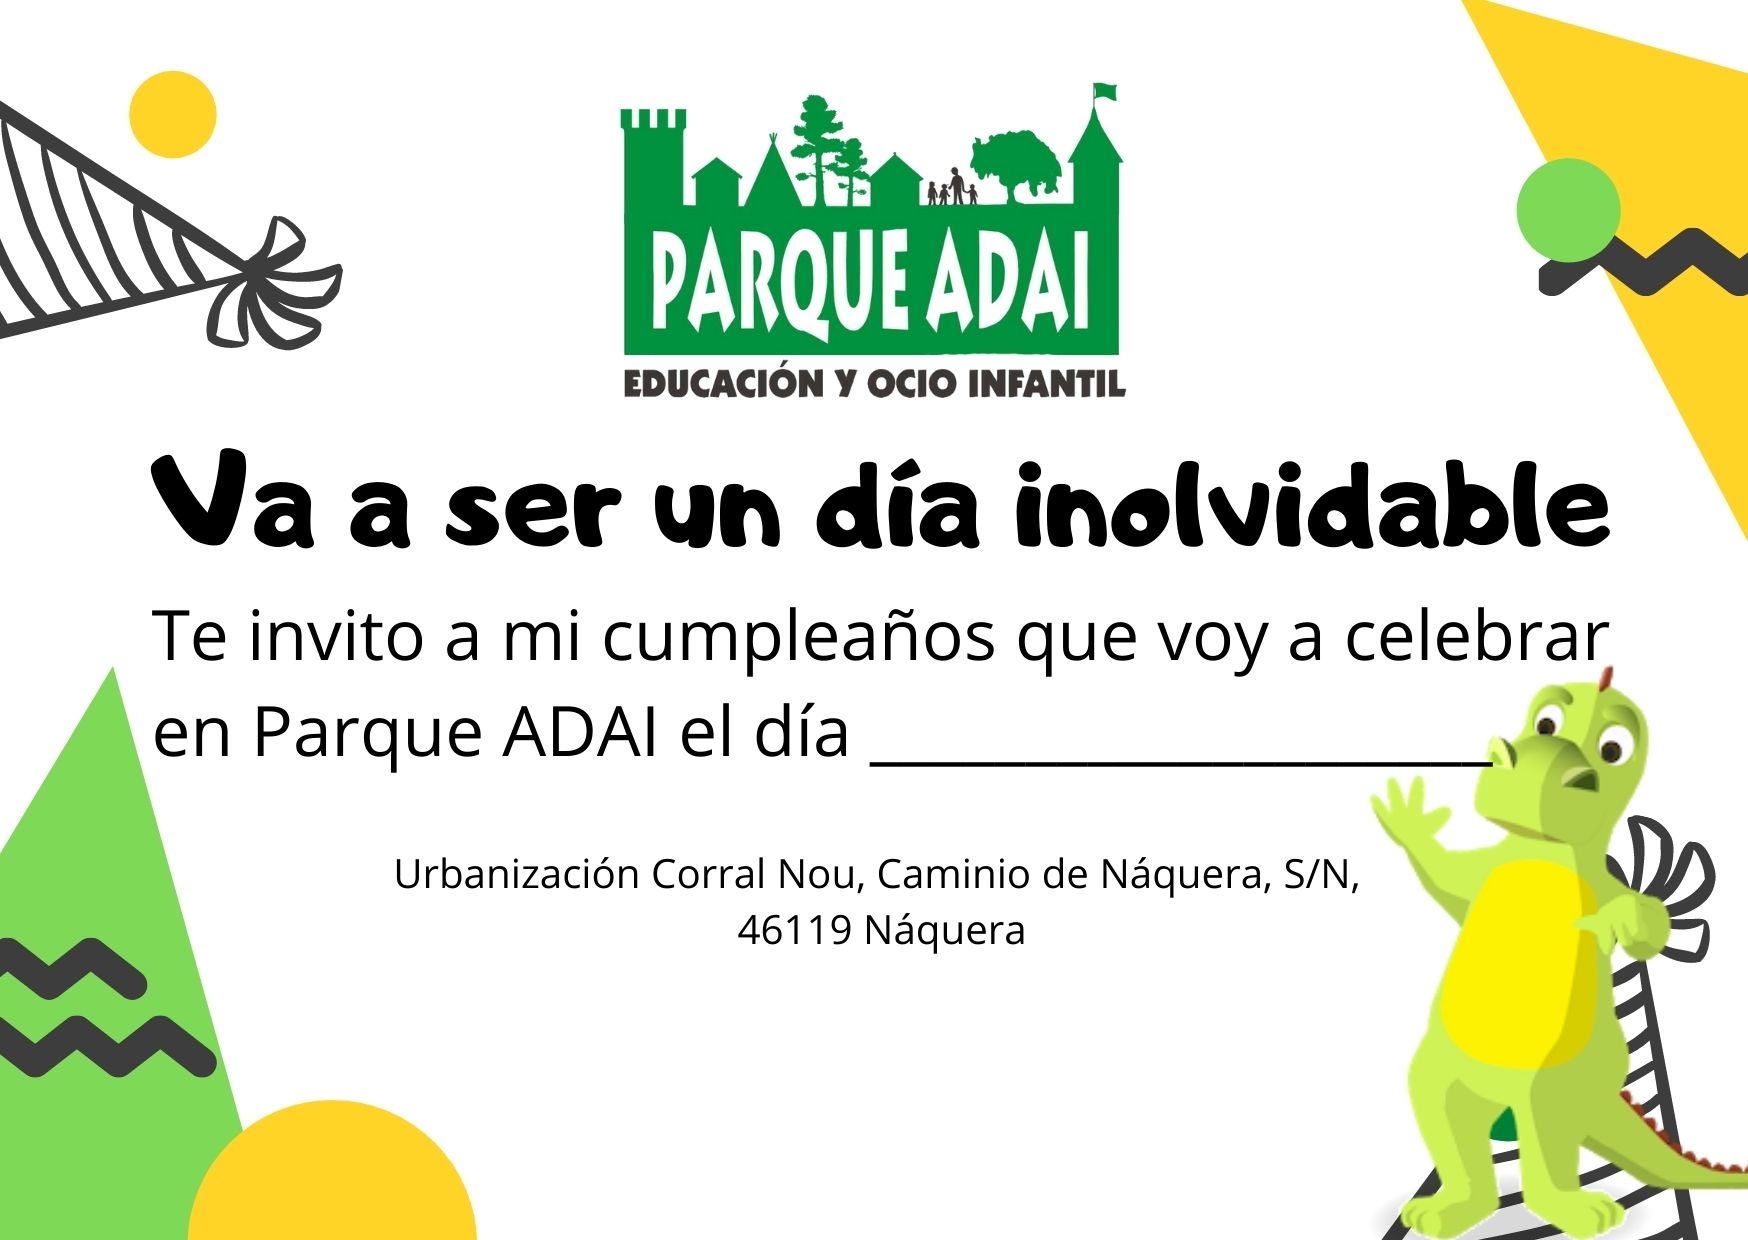 PARQUE ADAI
EDUCACIÓN Y OCIO INFANTIL
Va a ser un día inolvidable
Te invito a mi cumpleaños que voy a celebrar
en Parque ADAI el día ____________________
Urbanización Corral Nou, Caminio de Náquera, S/N,
46119 Náquera